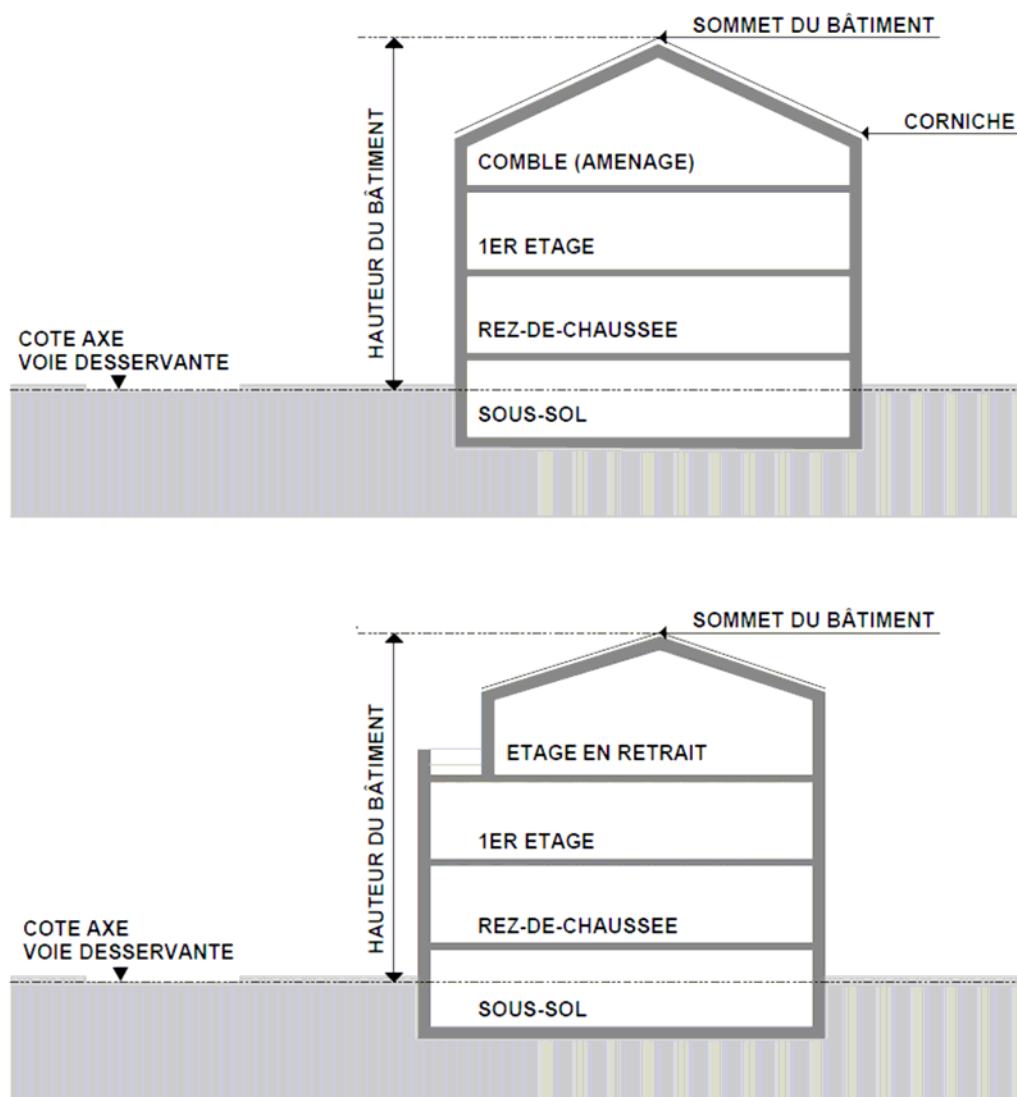 SOMMET DU BÂTIMENT
CORNICHE
HAUTEUR DU BÂTIMENT
COMBLE (AMENAGE)
1ER ETAGE
REZ-DE-CHAUSSEE
COTE AXE
VOIE DESSERVANTE
SOUS-SOL
SOMMET DU BÂTIMENT
HAUTEUR DU BÂTIMENT
ETAGE EN RETRAIT
1ER ETAGE
REZ-DE-CHAUSSEE
COTE AXE
VOIE DESSERVANTE
SOUS-SOL